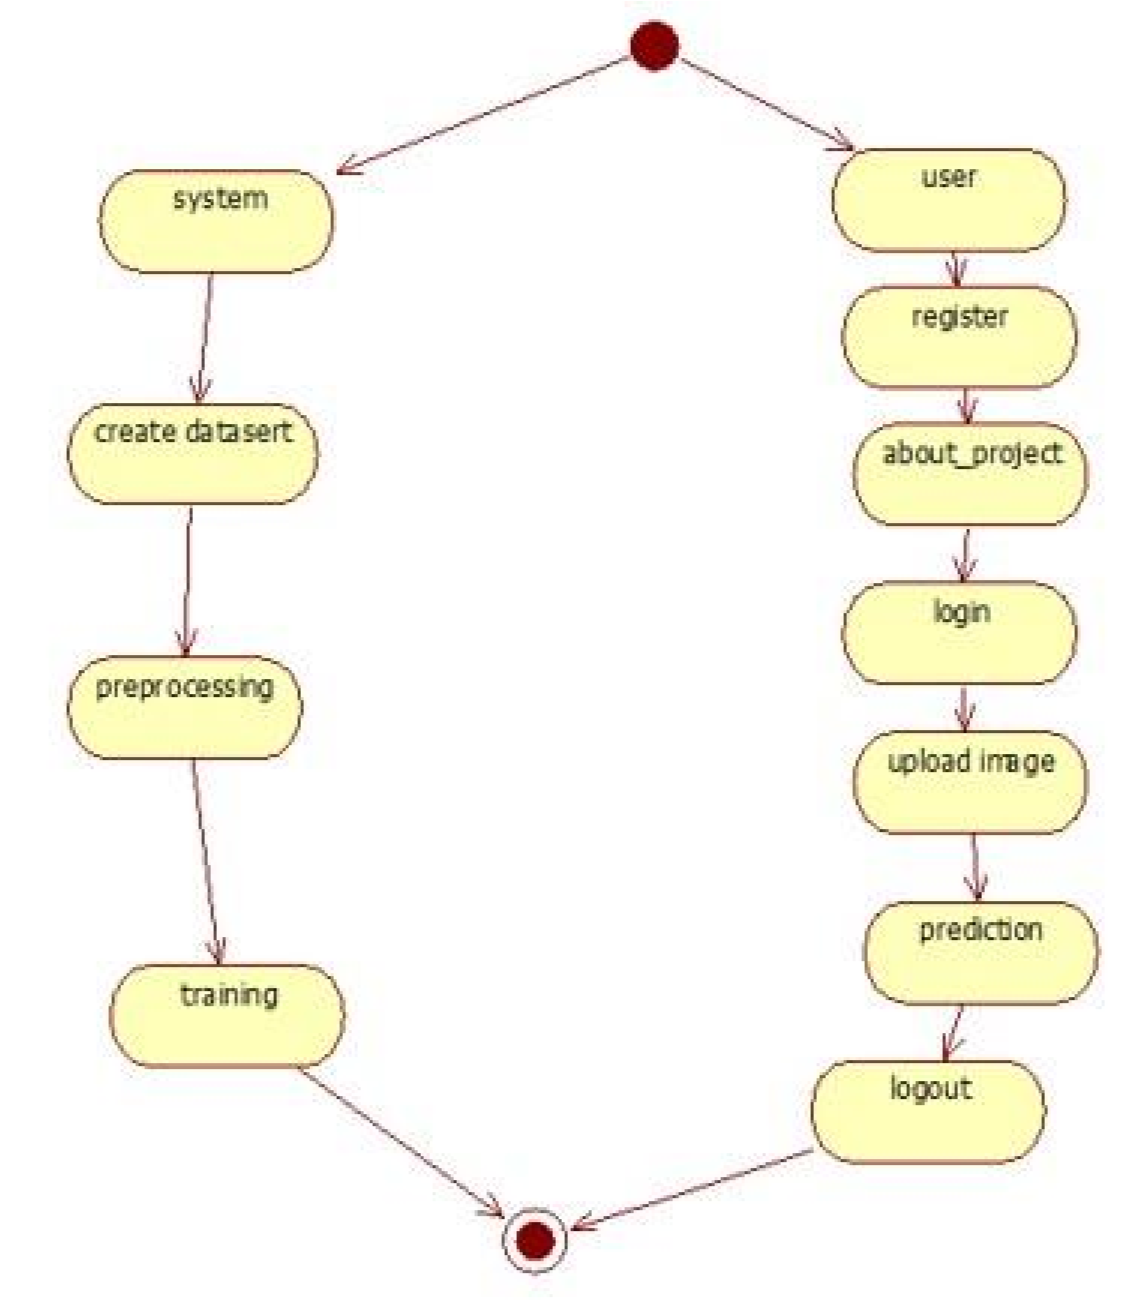 system
create datasert
preprocessing
training
user
register
about_project
login
upload image
prediction
logout